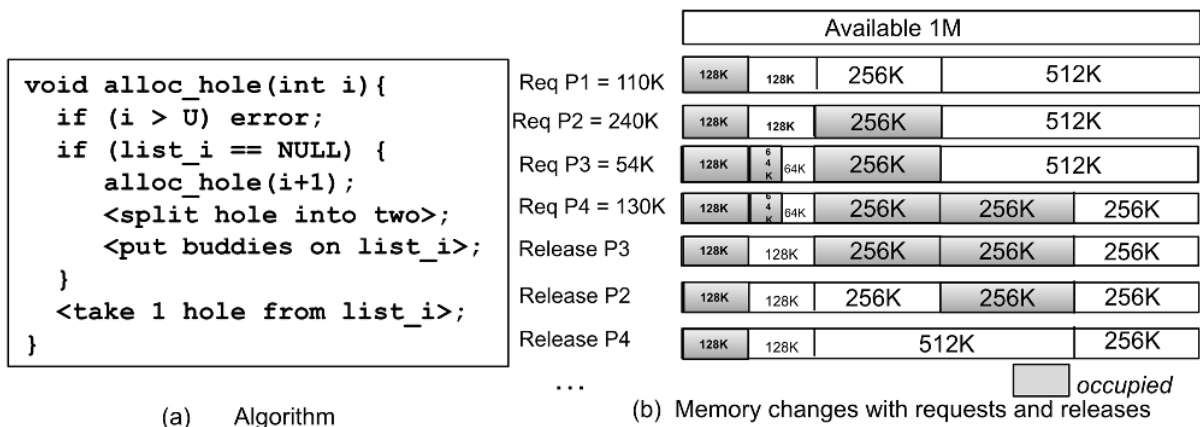 Available 1M
void alloc_hole(int i){
if (i > U) error;
if (list_i == NULL) {
alloc_hole(i+1);
<split hole into two>;
<put buddies on list_i>;
}
<take 1 hole from list_i>;
}
Req P1 = 110K 128K 128K 256K 512K
Req P2 = 240K 128K 128K 256K 512K
Req P3 = 54K 128K 64K 64K 256K 512K
Req P4 = 130K 128K 64K 64K 256K 256K 256K
Release P3 128K 128K 256K 256K 256K
Release P2 128K 128K 256K 256K 256K
Release P4 128K 128K 512K 256K
...
occupied
(a) Algorithm
(b) Memory changes with requests and releases